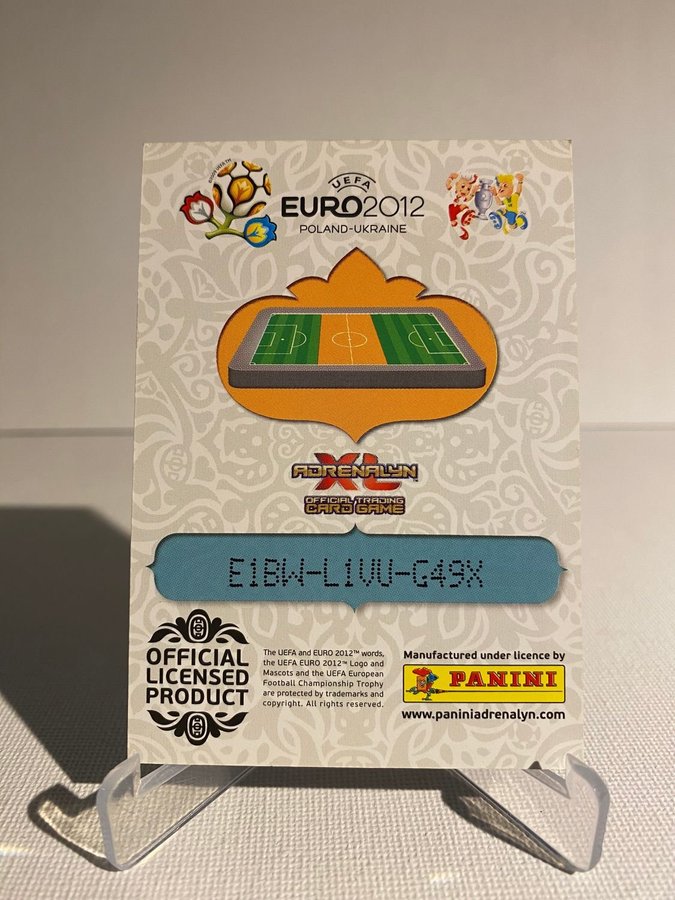 UEFA
EURO2012
POLAND-UKRAINE
ADRENALYN
XL
OFFICIAL TRADING
CARD GAME
E1BW-L1VU-G49X
OFFICIAL
LICENSED
PRODUCT
The UEFA and EURO 2012™ words,
the UEFA EURO 2012™ Logo and
Mascots and the UEFA European
Football Championship Trophy
are protected by trademarks and
copyright. All rights reserved.
Manufactured under licence by
PANINI
www.paniniadrenalyn.com